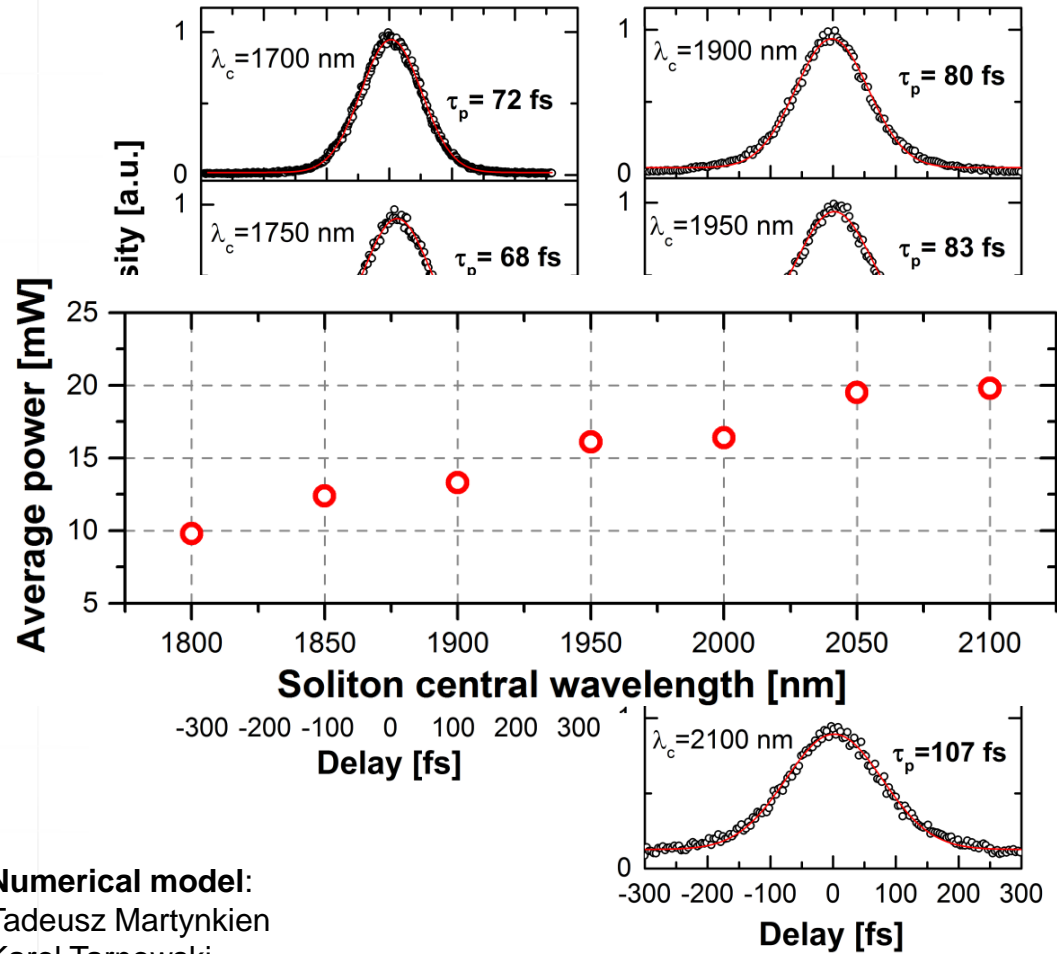 1
λc=1700 nm
τp= 72 fs
0
1
λc=1750 nm
τp= 68 fs
1
λc=1900 nm
τp= 80 fs
0
1
λc=1950 nm
τp= 83 fs
sity [a.u.]
Average power [mW]
25
20
15
10
5
1800 1850 1900 1950 2000 2050 2100
Soliton central wavelength [nm]
-300 -200 -100 0 100 200 300
Delay [fs]
λc=2100 nm
τp=107 fs
0
-300 -200 -100 0 100 200 300
Delay [fs]
Numerical model:
Tadeusz Martynkien